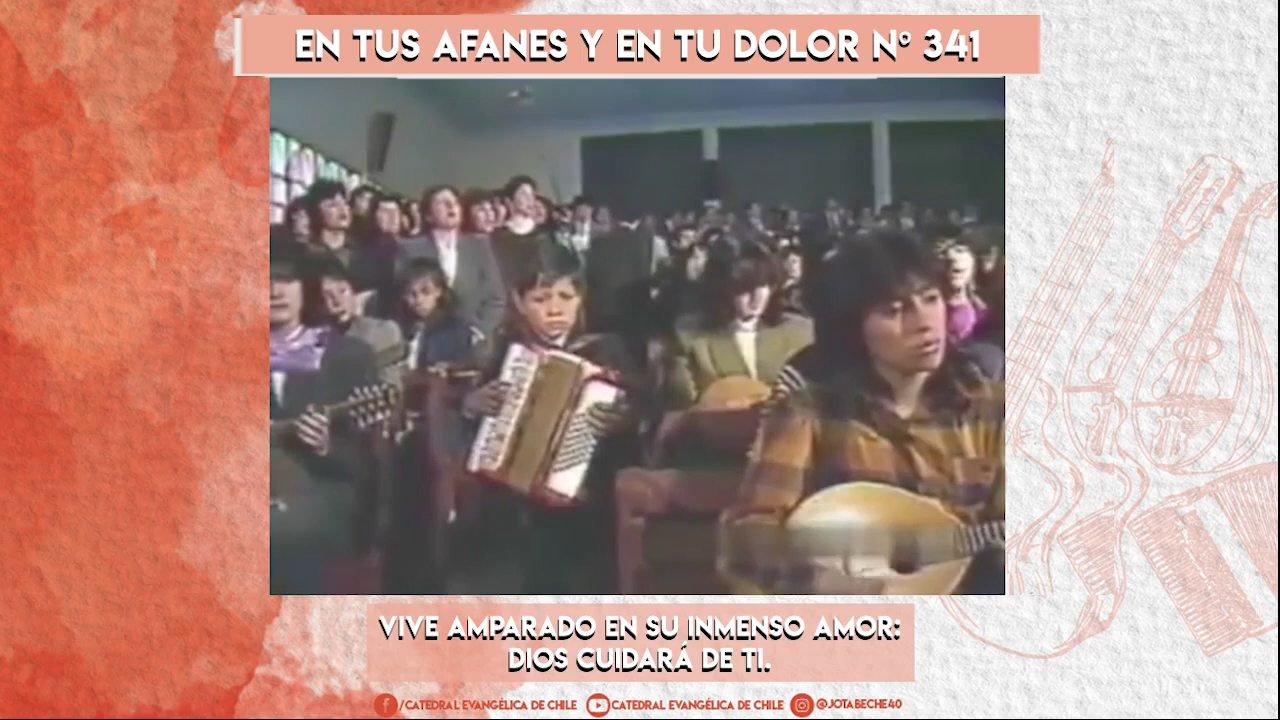 EN TUS AFANES Y EN TU DOLOR Nº 341
VIVE AMPARADO EN SU INMENSO AMOR:
DIOS CUIDARÁ DE TI.
/CATEDRAL EVANGÉLICA DE CHILE CATEDRAL EVANGÉLICA DE CHILE @JOTABECHE40